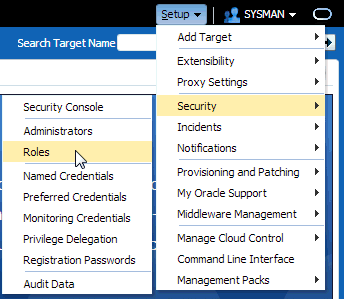 Setup
SYSMAN
Search Target Name
Add Target
Extensibility
Proxy Settings
Security
Incidents
Notifications
Provisioning and Patching
My Oracle Support
Middleware Management
Manage Cloud Control
Command Line Interface
Management Packs
Security Console
Administrators
Roles
Named Credentials
Preferred Credentials
Monitoring Credentials
Privilege Delegation
Registration Passwords
Audit Data